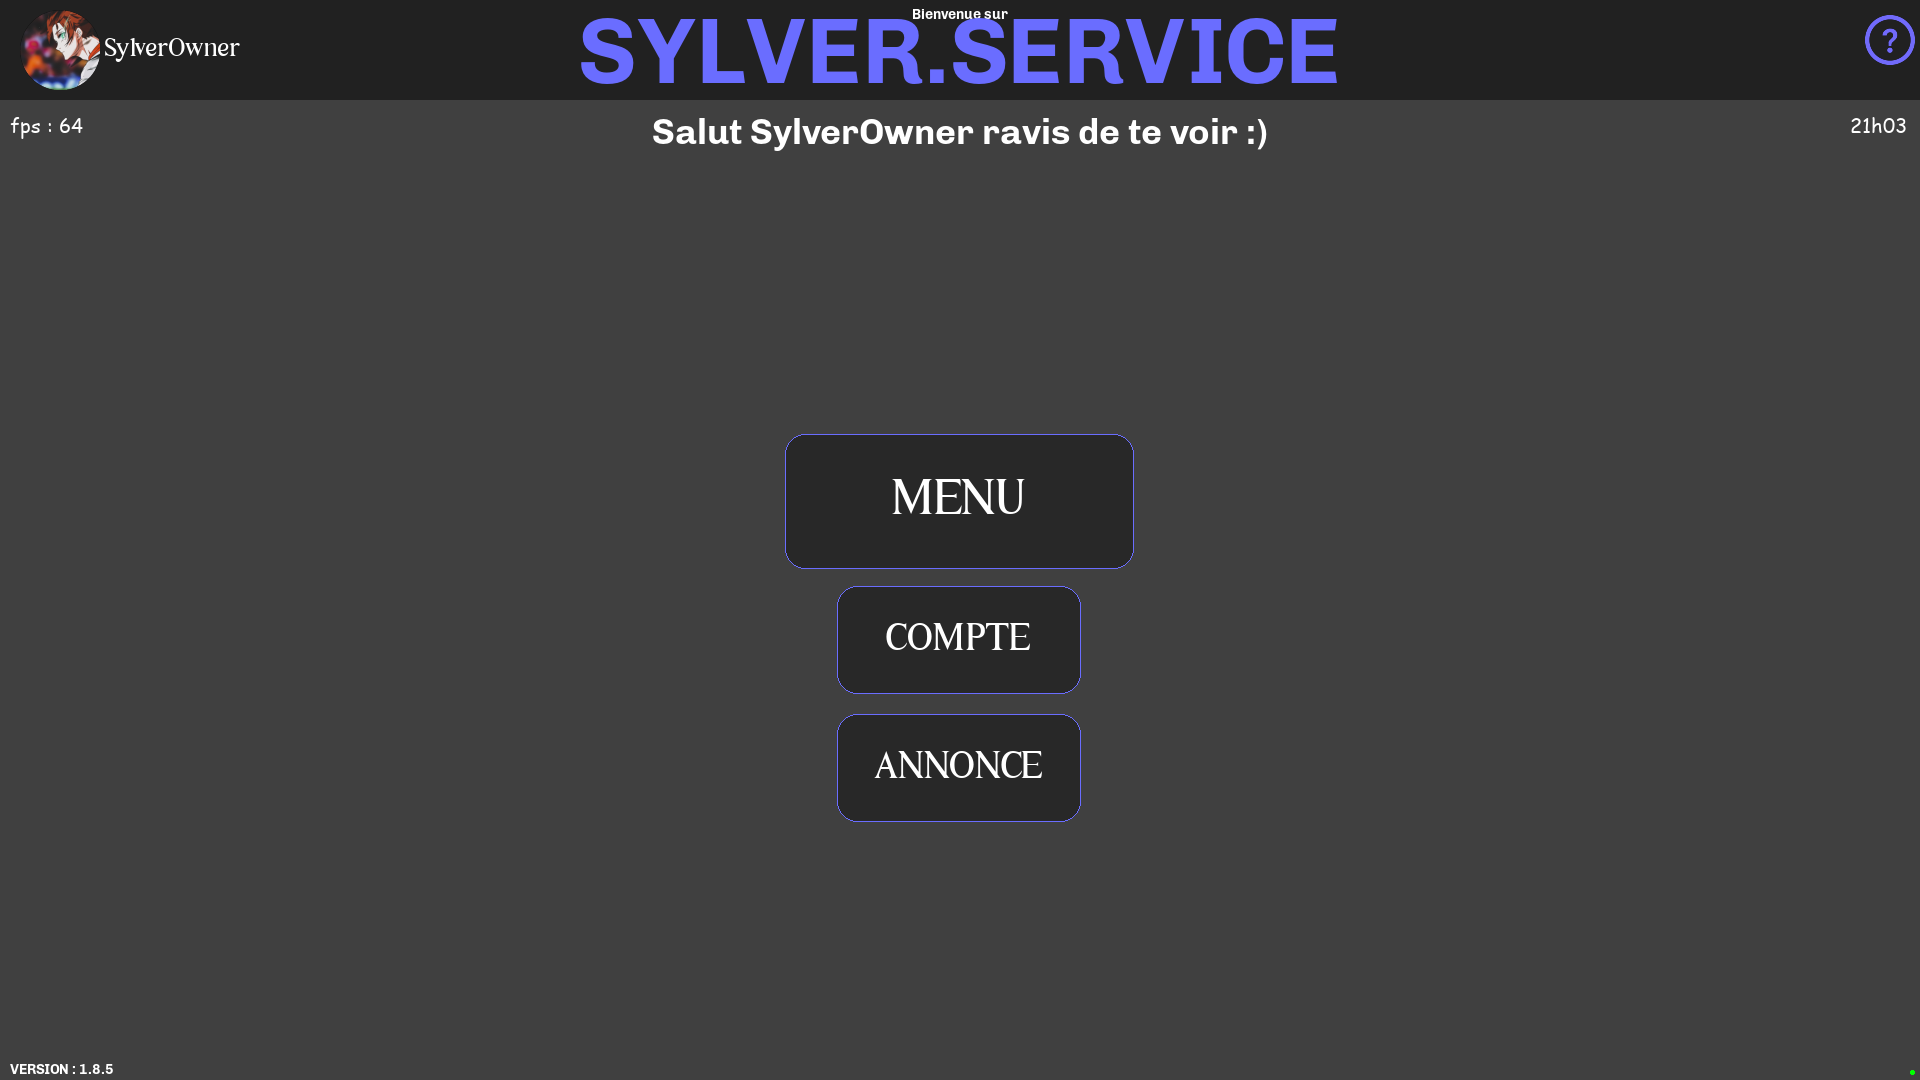 Bienvenue sur
SylverOwner
SYLVER.SERVICE
?
fps : 64
Salut SylverOwner ravis de te voir :)
21h03
MENU
COMPTE
ANNONCE
VERSION : 1.8.5